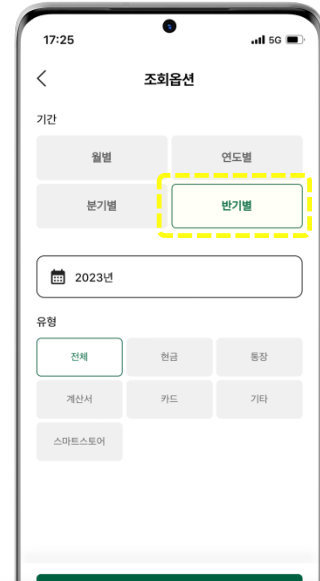 17:25 5G
조회옵션
기간
월별 연도별
분기별 반기별
2023년
유형
전체 현금 통장
계산서 카드 기타
스마트스토어